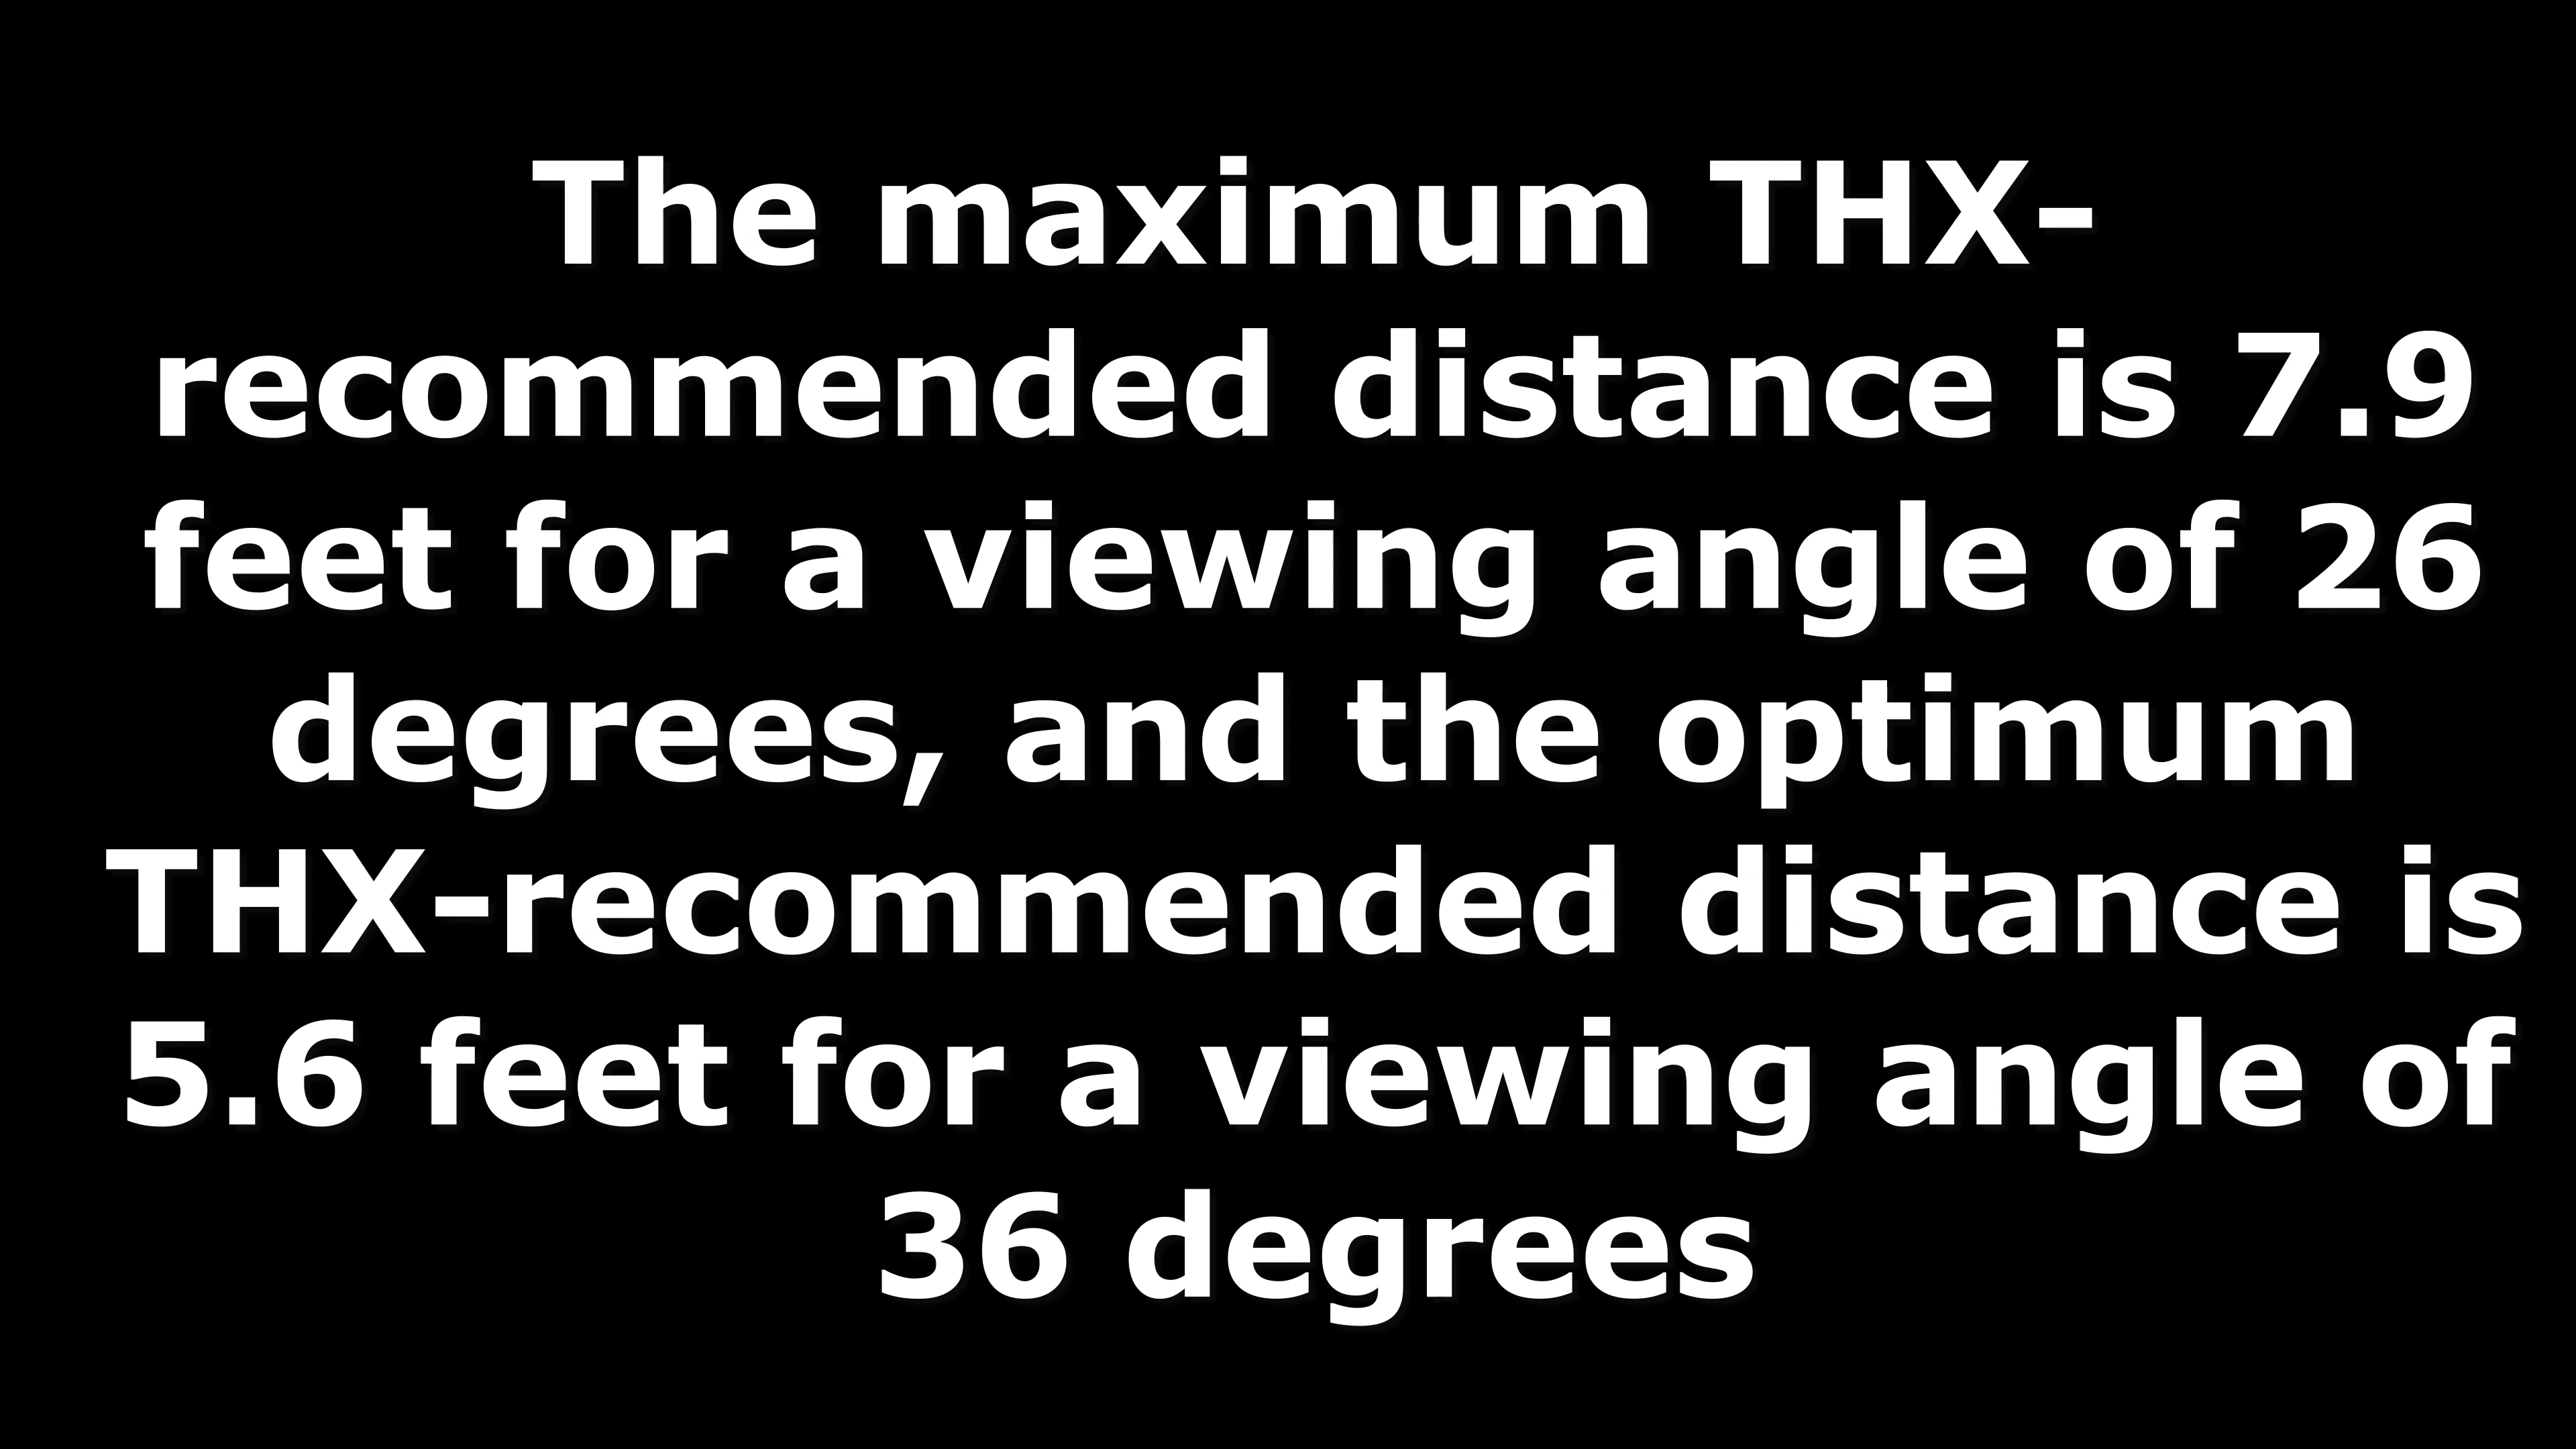 The maximum THX-
recommended distance is 7.9
feet for a viewing angle of 26
degrees, and the optimum
THX-recommended distance is
5.6 feet for a viewing angle of
36 degrees